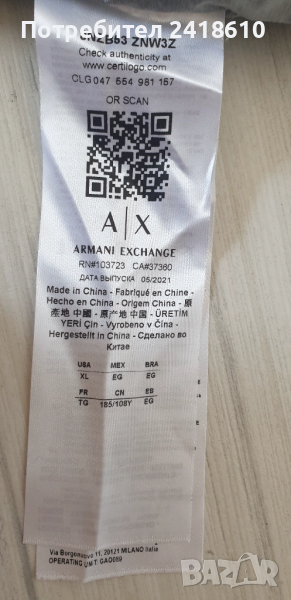 Потребител 2418610
ZNW3Z
Check authenticity at
www.certilogo.com
CLG 047 554 981 157
OR SCAN
A|X
ARMANI EXCHANGE
RN#103723 CA#37360
ДАТА ВЫПУСКА 05/2021
Made in China - Fabriqué en Chine -
Hecho en China - Origem China - 原
產地 中國 - 原产地 中国 - ÜRETİM
YERİ Çin - Vyrobeno v Čína -
Hergestellt in China - Сделано во
Китае
USA MEX BRA
XL EG EG
FR CN EB
TG 185/108Y EG
Via Borgonuovo 11, 20121 MILANO Italia
OPERATING UNIT: GAO089
БАЗАР bg